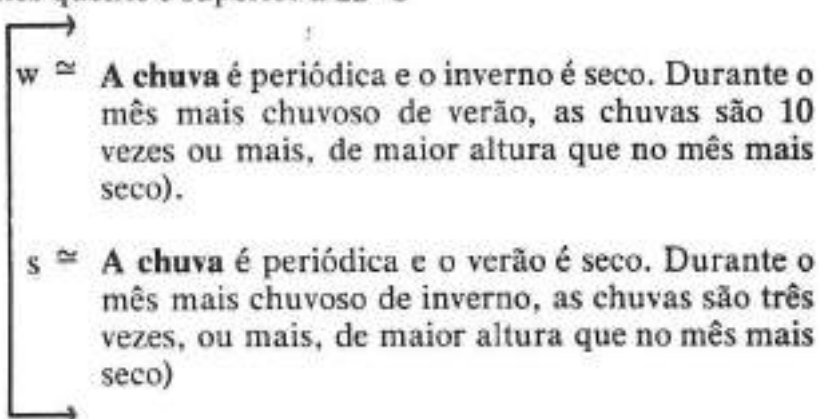 w ≅ A chuva é periódica e o inverno é seco. Durante o
mês mais chuvoso de verão, as chuvas são 10
vezes ou mais, de maior altura que no mês mais
seco).
s ≅ A chuva é periódica e o verão é seco. Durante o
mês mais chuvoso de inverno, as chuvas são três
vezes, ou mais, de maior altura que no mês mais
seco)